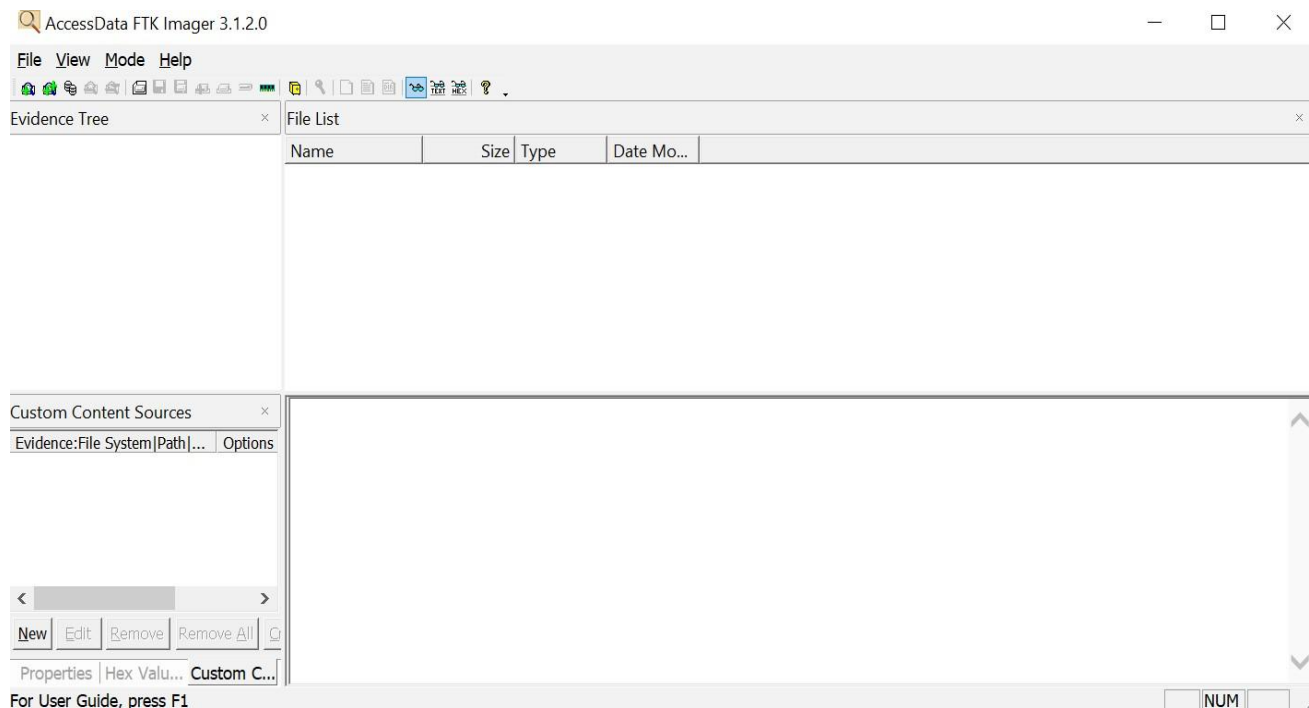 AccessData FTK Imager 3.1.2.0
File View Mode Help
TEXT HEX
Evidence Tree
File List
Name Size Type Date Mo...
Custom Content Sources
Evidence:File System|Path|... Options
New Edit Remove Remove All
Properties Hex Valu... Custom C...
For User Guide, press F1
NUM